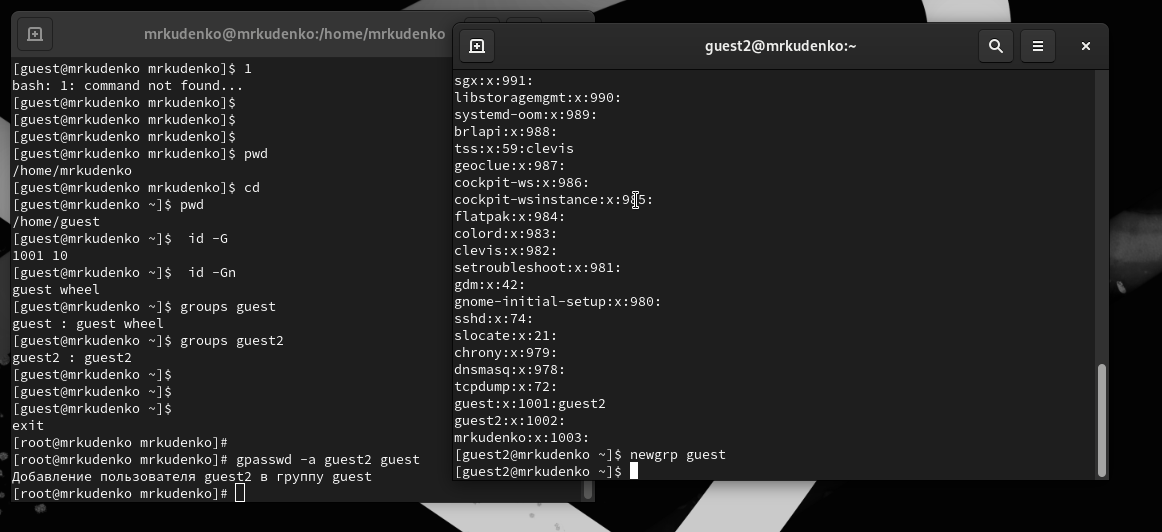 mrkudenko@mrkudenko:/home/mrkudenko
[guest@mrkudenko mrkudenko]$ 1
bash: 1: command not found...
[guest@mrkudenko mrkudenko]$
[guest@mrkudenko mrkudenko]$
[guest@mrkudenko mrkudenko]$
[guest@mrkudenko mrkudenko]$ pwd
/home/mrkudenko
[guest@mrkudenko mrkudenko]$ cd
[guest@mrkudenko ~]$ pwd
/home/guest
[guest@mrkudenko ~]$  id -G
1001 10
[guest@mrkudenko ~]$  id -Gn
guest wheel
[guest@mrkudenko ~]$ groups guest
guest : guest wheel
[guest@mrkudenko ~]$ groups guest2
guest2 : guest2
[guest@mrkudenko ~]$
[guest@mrkudenko ~]$
[guest@mrkudenko ~]$
exit
[root@mrkudenko mrkudenko]#
[root@mrkudenko mrkudenko]# gpasswd -a guest2 guest
Добавление пользователя guest2 в группу guest
[root@mrkudenko mrkudenko]#
guest2@mrkudenko:~
sgx:x:991:
libstoragemgmt:x:990:
systemd-oom:x:989:
brlapi:x:988:
tss:x:59:clevis
geoclue:x:987:
cockpit-ws:x:986:
cockpit-wsinstance:x:985:
flatpak:x:984:
colord:x:983:
clevis:x:982:
setroubleshoot:x:981:
gdm:x:42:
gnome-initial-setup:x:980:
sshd:x:74:
slocate:x:21:
chrony:x:979:
dnsmasq:x:978:
tcpdump:x:72:
guest:x:1001:guest2
guest2:x:1002:
mrkudenko:x:1003:
[guest2@mrkudenko ~]$ newgrp guest
[guest2@mrkudenko ~]$